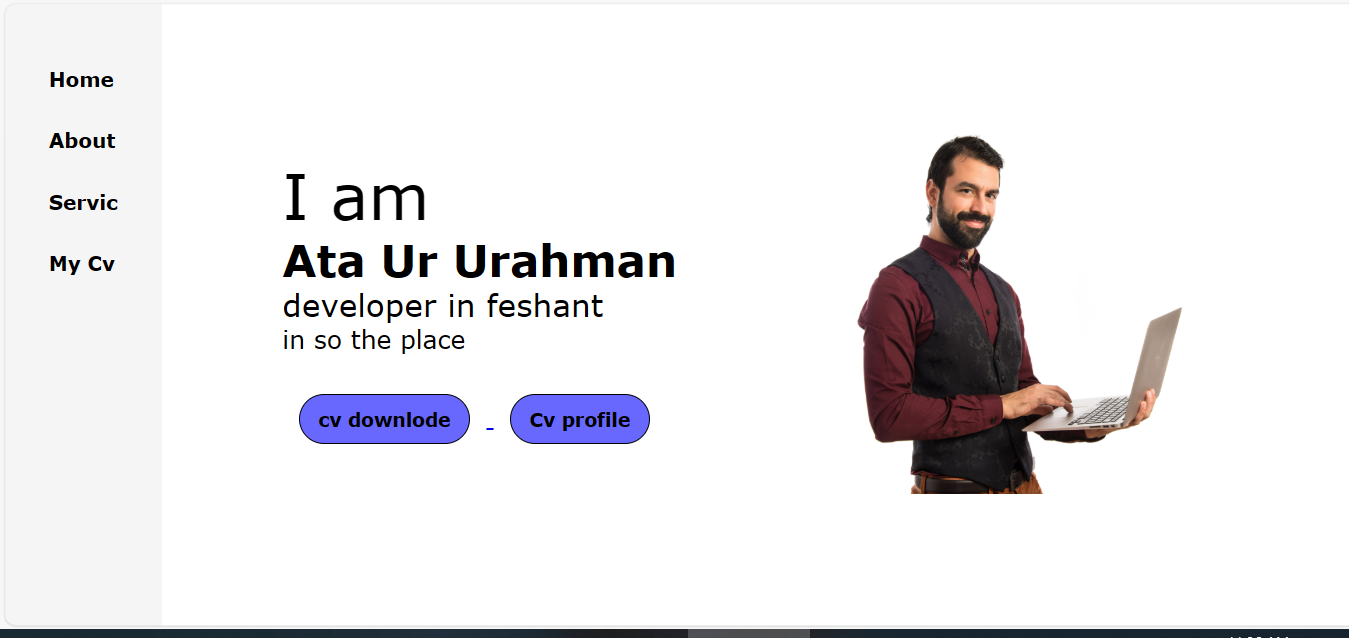 Home
About
Servic
My Cv
I am
Ata Ur Urahman
developer in feshant
in so the place
cv downlode
Cv profile